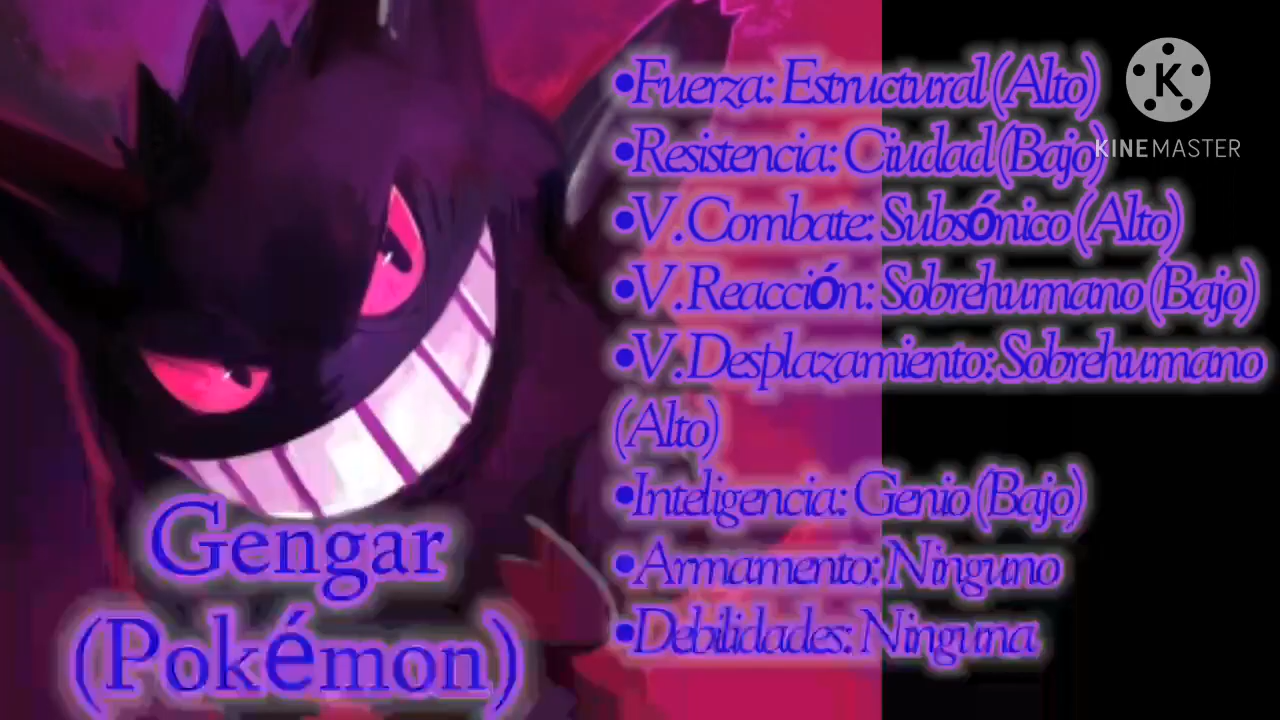 •Fuerza: Estructural (Alto)
•Resistencia: Ciudad (Bajo)
•V. Combate: Subsónico (Alto)
•V. Reacción: Sobrehumano (Bajo)
•V. Desplazamiento: Sobrehumano
(Alto)
•Inteligencia: Genio (Bajo)
•Armamento: Ninguno
•Debilidades: Ninguna
Gengar
(Pokémon)
K
KINEMASTER